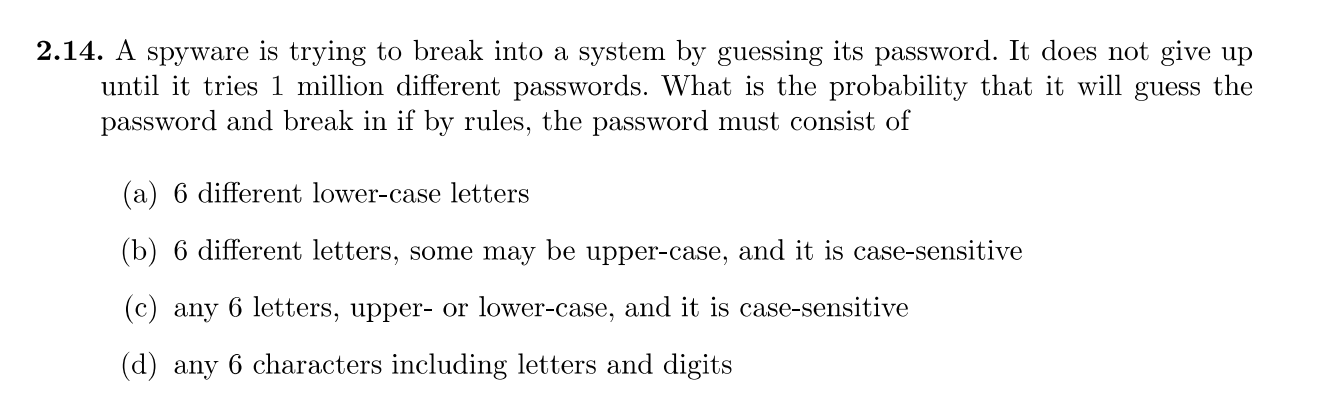 2.14. A spyware is trying to break into a system by guessing its password. It does not give up
until it tries 1 million different passwords. What is the probability that it will guess the
password and break in if by rules, the password must consist of
(a) 6 different lower-case letters
(b) 6 different letters, some may be upper-case, and it is case-sensitive
(c) any 6 letters, upper- or lower-case, and it is case-sensitive
(d) any 6 characters including letters and digits